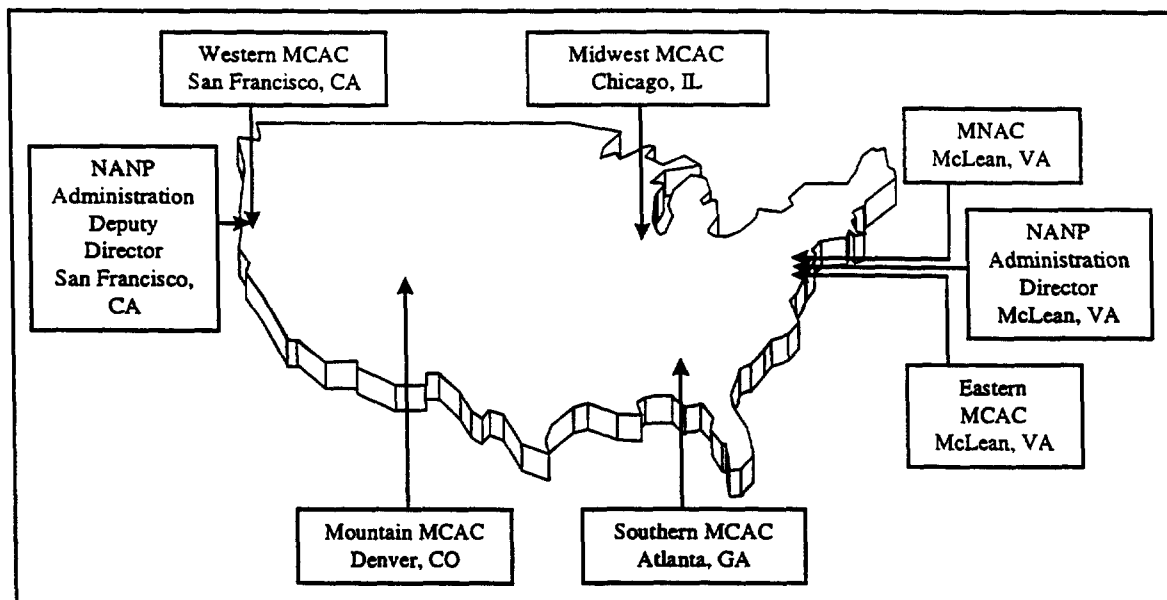 Western MCAC
San Francisco, CA
Midwest MCAC
Chicago, IL
MNAC
McLean, VA
NANP
Administration
Deputy
Director
San Francisco,
CA
NANP
Administration
Director
McLean, VA
Eastern
MCAC
McLean, VA
Mountain MCAC
Denver, CO
Southern MCAC
Atlanta, GA